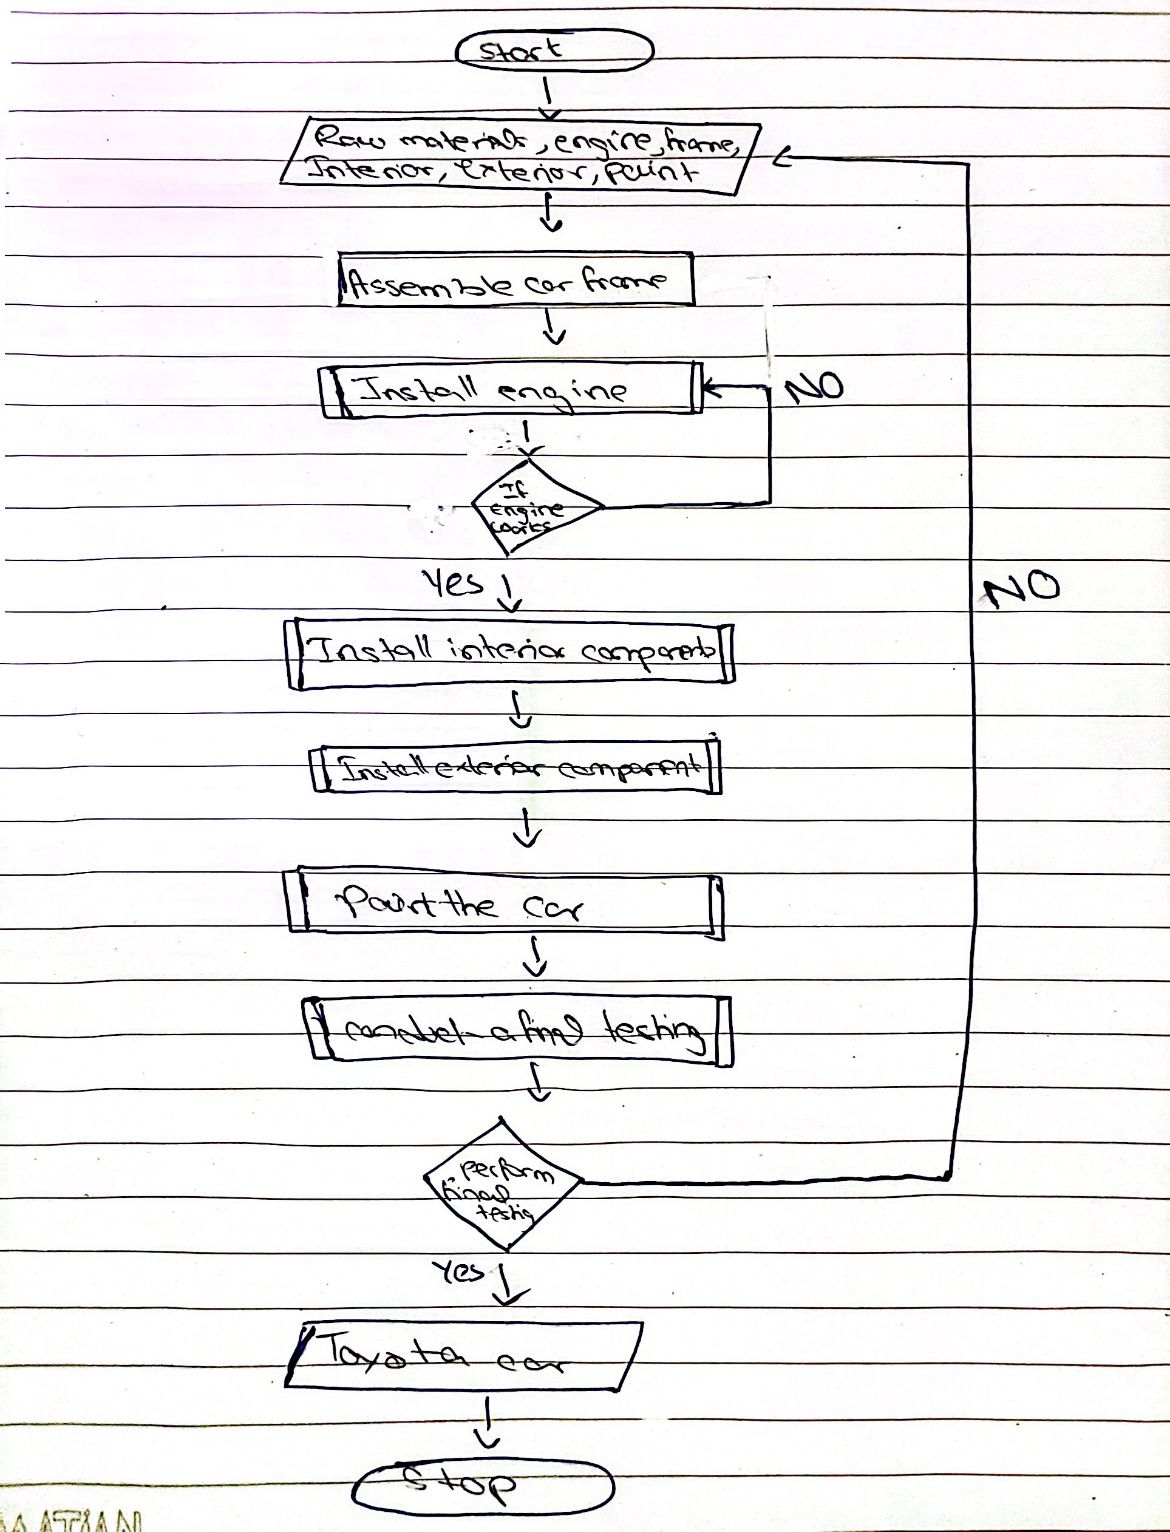 Start
Raw materials, engine, frame,
Interior, exterior, paint
Assemble car frame
Install engine
NO
If
engine
works
Yes
NO
Install interior components
Install exterior component
Paint the car
conduct a final testing
Perform
final
testig
Yes
Toyota car
Stop